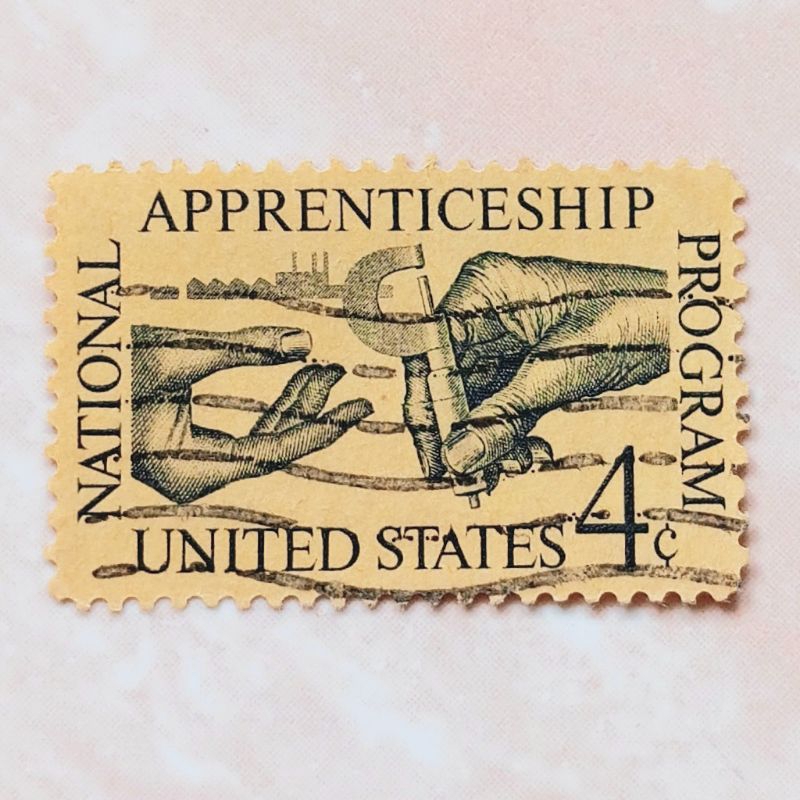 NATIONAL
APPRENTICESHIP
PROGRAM
UNITED STATES 4¢